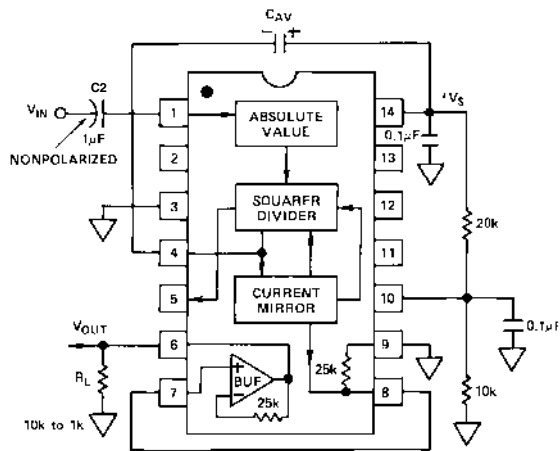 CAV
− +
C2
VIN
1μF
NONPOLARIZED
+VS
0.1μF
1
2
3
4
5
6
7
14
13
12
11
10
9
8
ABSOLUTE
VALUE
SQUARER
DIVIDER
CURRENT
MIRROR
20k
0.1μF
10k
VOUT
RL
10k to 1k
+
−
BUF
25k
25k